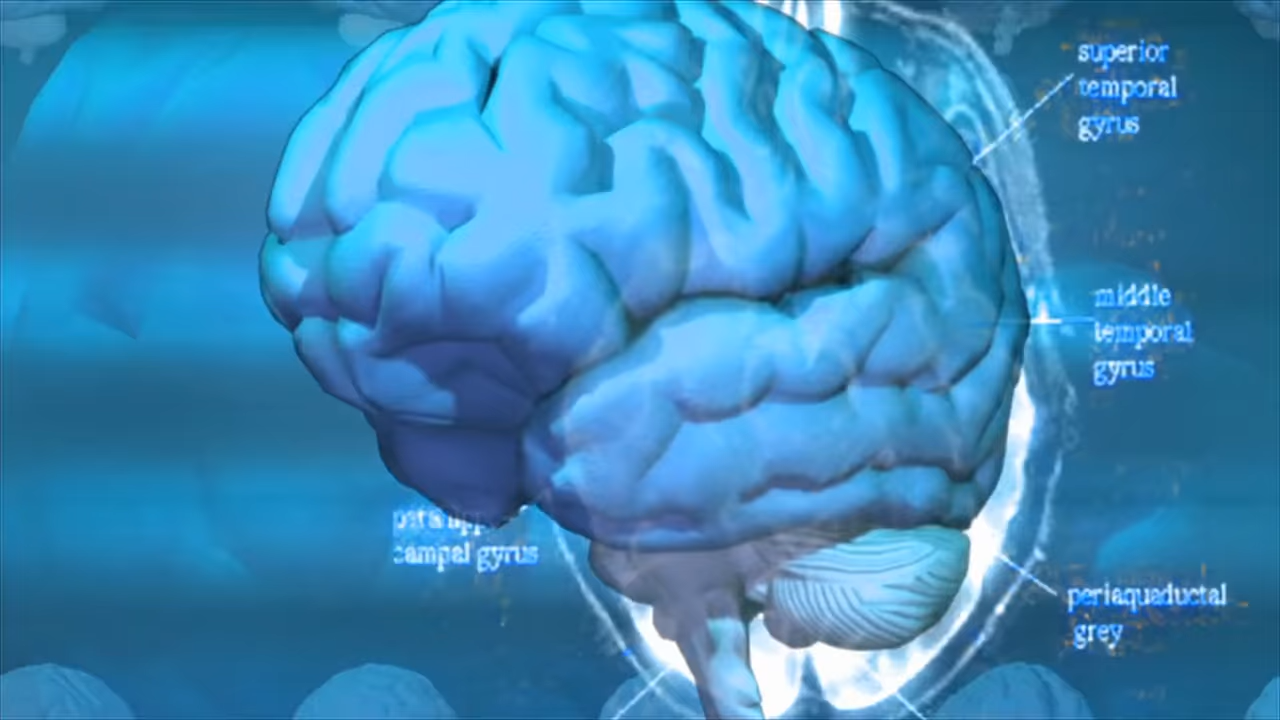 superior
temporal
gyrus
middle
temporal
gyrus
campal gyrus
periaquaductal
grey